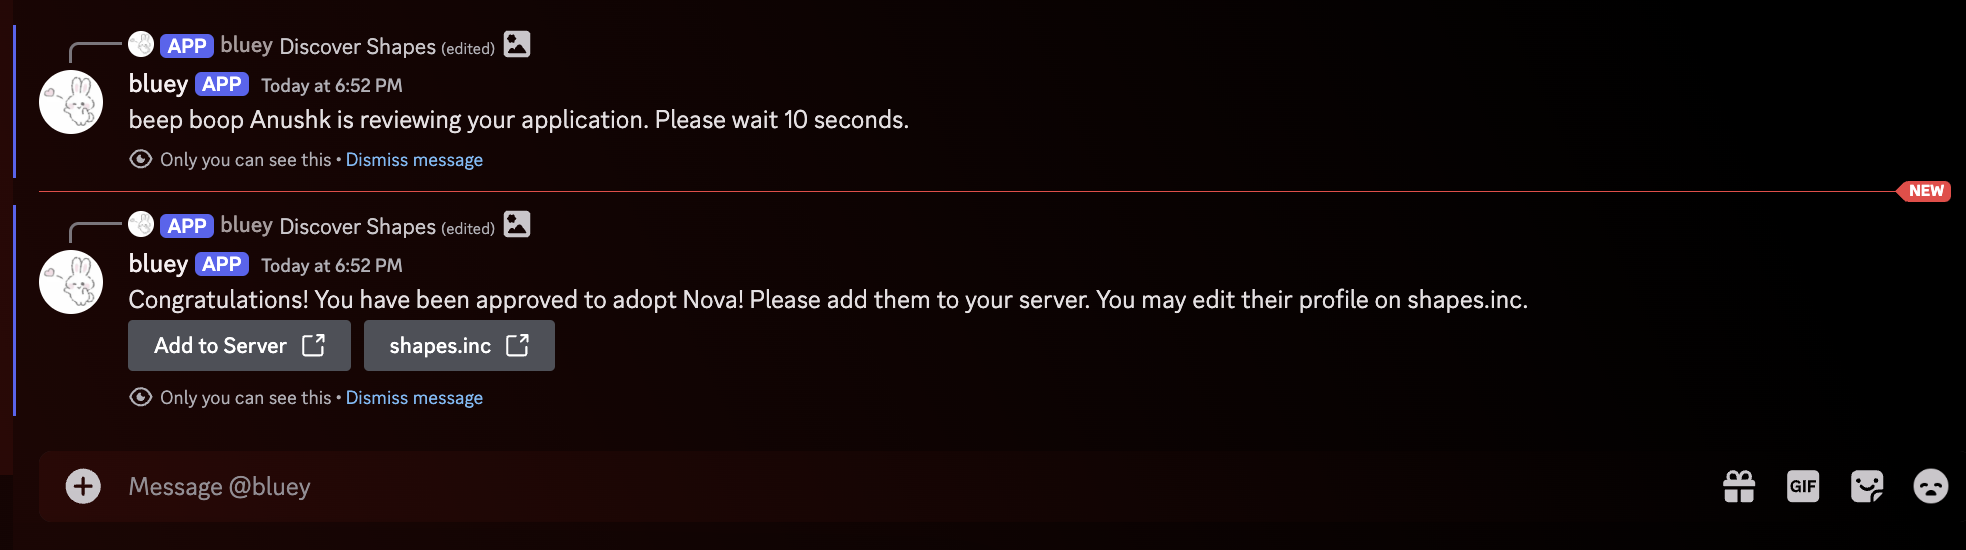 APP bluey Discover Shapes (edited)
bluey APP Today at 6:52 PM
beep boop Anushk is reviewing your application. Please wait 10 seconds.
Only you can see this • Dismiss message
NEW
APP bluey Discover Shapes (edited)
bluey APP Today at 6:52 PM
Congratulations! You have been approved to adopt Nova! Please add them to your server. You may edit their profile on shapes.inc.
Add to Server shapes.inc
Only you can see this • Dismiss message
Message @bluey GIF